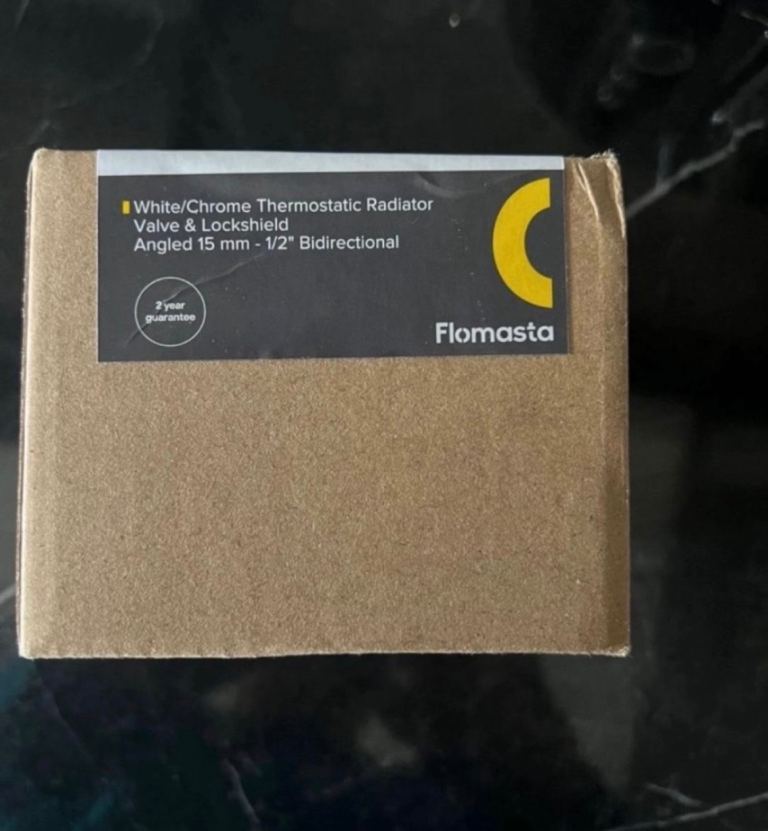 White/Chrome Thermostatic Radiator
Valve & Lockshield
Angled 15 mm - 1/2" Bidirectional
2 year
guarantee
Flomasta